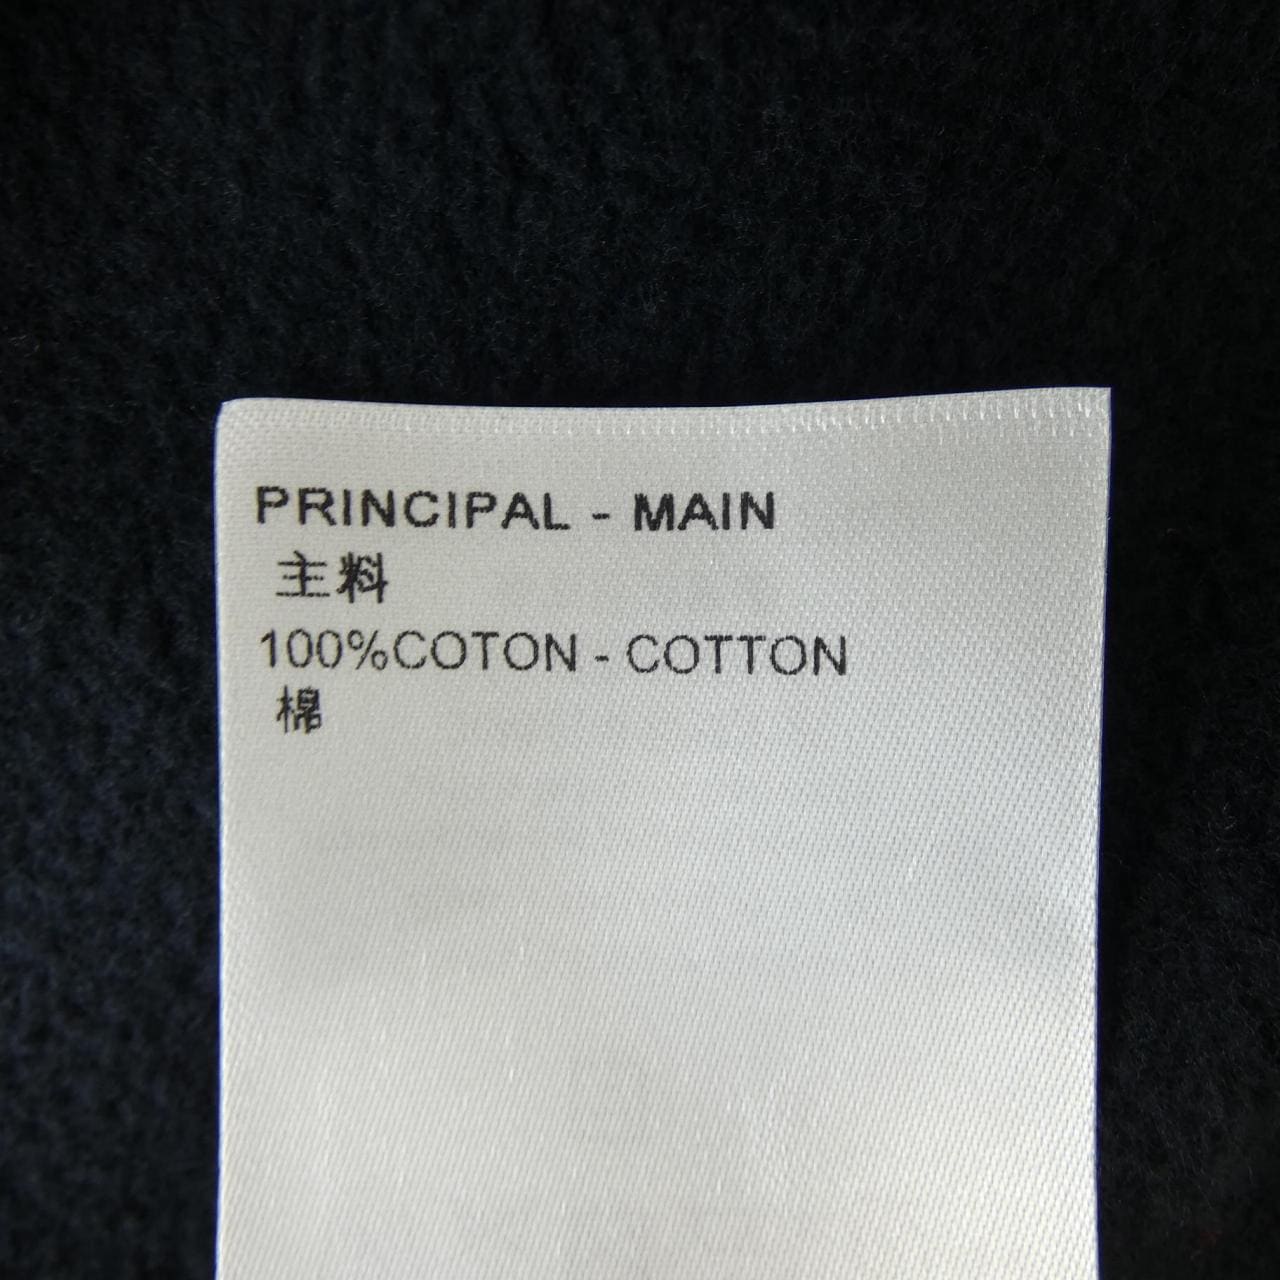 PRINCIPAL - MAIN
主料
100%COTON - COTTON
棉